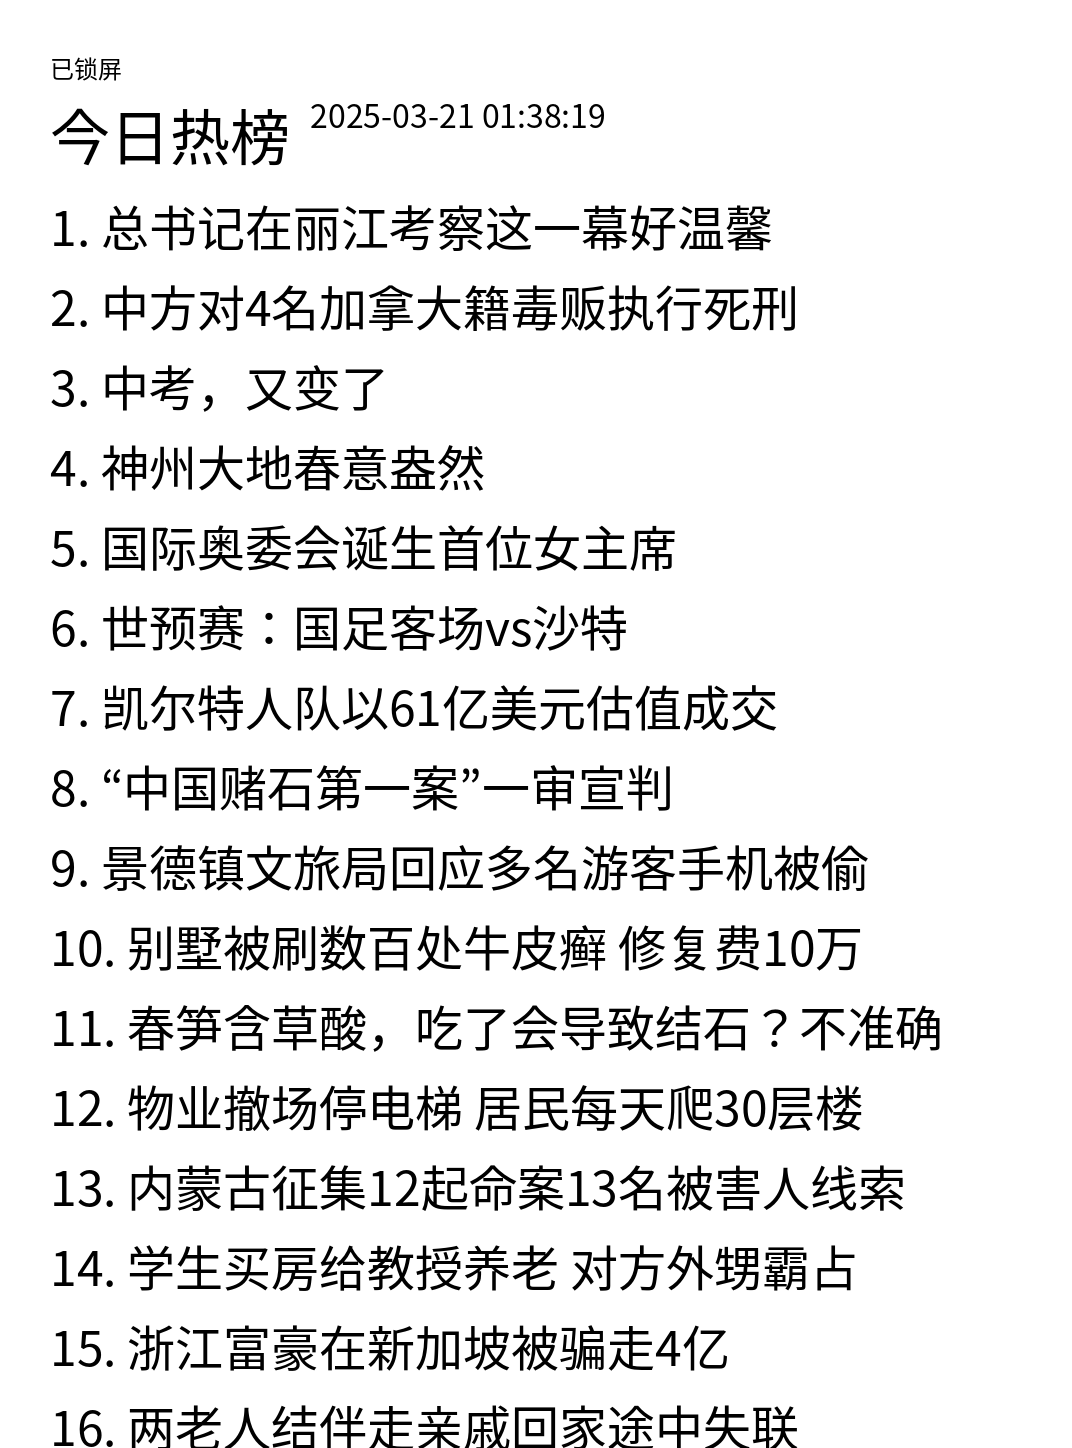 已锁屏
今日热榜 2025-03-21 01:38:19
1. 总书记在丽江考察这一幕好温馨
2. 中方对4名加拿大籍毒贩执行死刑
3. 中考，又变了
4. 神州大地春意盎然
5. 国际奥委会诞生首位女主席
6. 世预赛：国足客场vs沙特
7. 凯尔特人队以61亿美元估值成交
8. “中国赌石第一案”一审宣判
9. 景德镇文旅局回应多名游客手机被偷
10. 别墅被刷数百处牛皮癣 修复费10万
11. 春笋含草酸，吃了会导致结石？不准确
12. 物业撤场停电梯 居民每天爬30层楼
13. 内蒙古征集12起命案13名被害人线索
14. 学生买房给教授养老 对方外甥霸占
15. 浙江富豪在新加坡被骗走4亿
16. 两老人结伴走亲戚回家途中失联